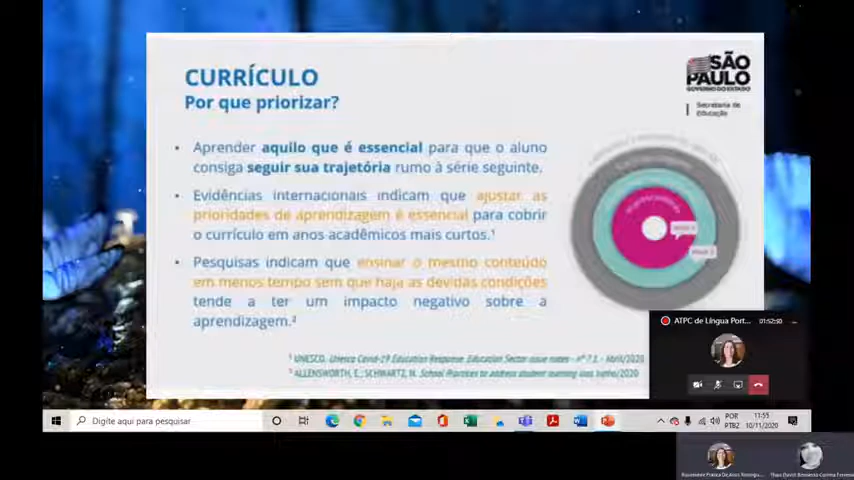 CURRÍCULO
Por que priorizar?
SÃO
PAULO
GOVERNO DO ESTADO
Secretaria da
Educação
• Aprender aquilo que é essencial para que o aluno
consiga seguir sua trajetória rumo à série seguinte.
• Evidências internacionais indicam que ajustar as
prioridades de aprendizagem é essencial para cobrir
o currículo em anos acadêmicos mais curtos.¹
• Pesquisas indicam que ensinar o mesmo conteúdo
em menos tempo sem que haja as devidas condições
tende a ter um impacto negativo sobre a
aprendizagem.²
¹ UNESCO. Unesco Covid-19 Education Response: Education Sector issue notes - nº 7.1. - Abril/2020
² ALLENSWORTH, E.; SCHWARTZ, N. School Practices to address student learning loss. Junho/2020
ATPC de Língua Port...
01:52:50
Digite aqui para pesquisar
POR
PTB2
11:55
10/11/2020